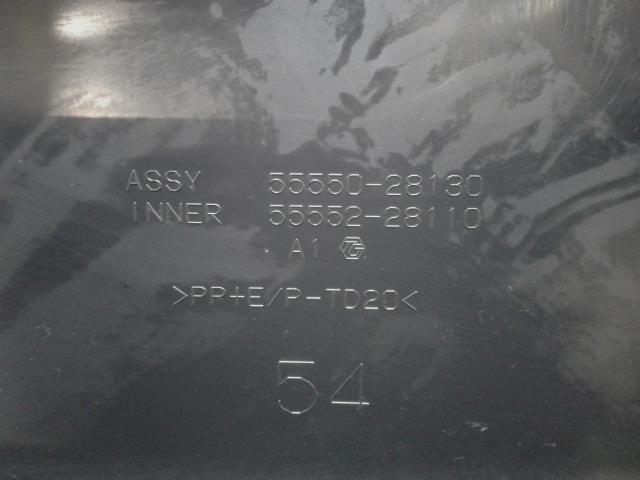 ASSY 55550-28130
INNER 55552-28110
A1
>PP+E/P-TD20<
54